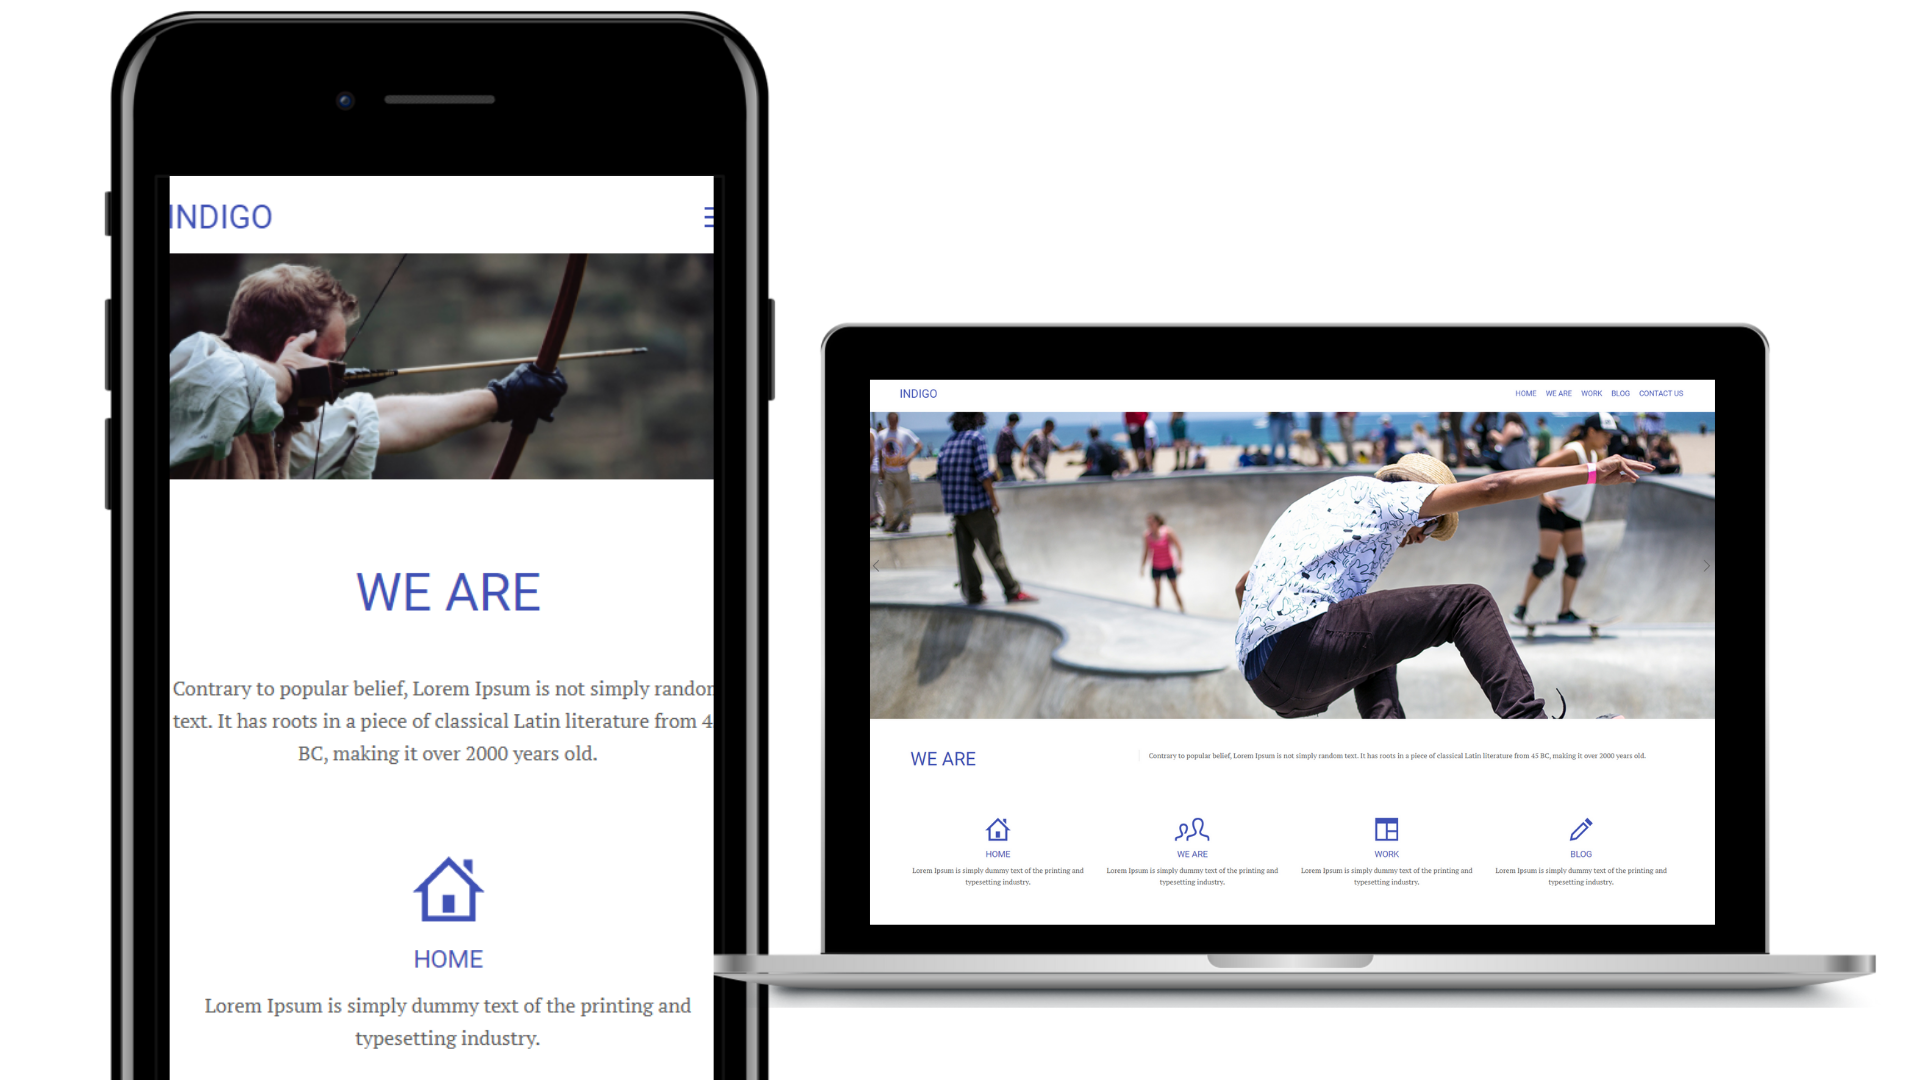 INDIGO
WE ARE
Contrary to popular belief, Lorem Ipsum is not simply
text. It has roots in a piece of classical Latin literature from 4
BC, making it over 2000 years old.
HOME
Lorem Ipsum is simply dummy text of the printing and
typesetting industry.
INDIGO
HOME WE ARE WORK BLOG CONTACT US
WE ARE
Contrary to popular belief, Lorem Ipsum is not simply random text. It has roots in a piece of classical Latin literature from 45 BC, making it over 2000 years old.
HOME
Lorem Ipsum is simply dummy text of the printing and
typesetting industry.
WE ARE
Lorem Ipsum is simply dummy text of the printing and
typesetting industry.
WORK
Lorem Ipsum is simply dummy text of the printing and
typesetting industry.
BLOG
Lorem Ipsum is simply dummy text of the printing and
typesetting industry.